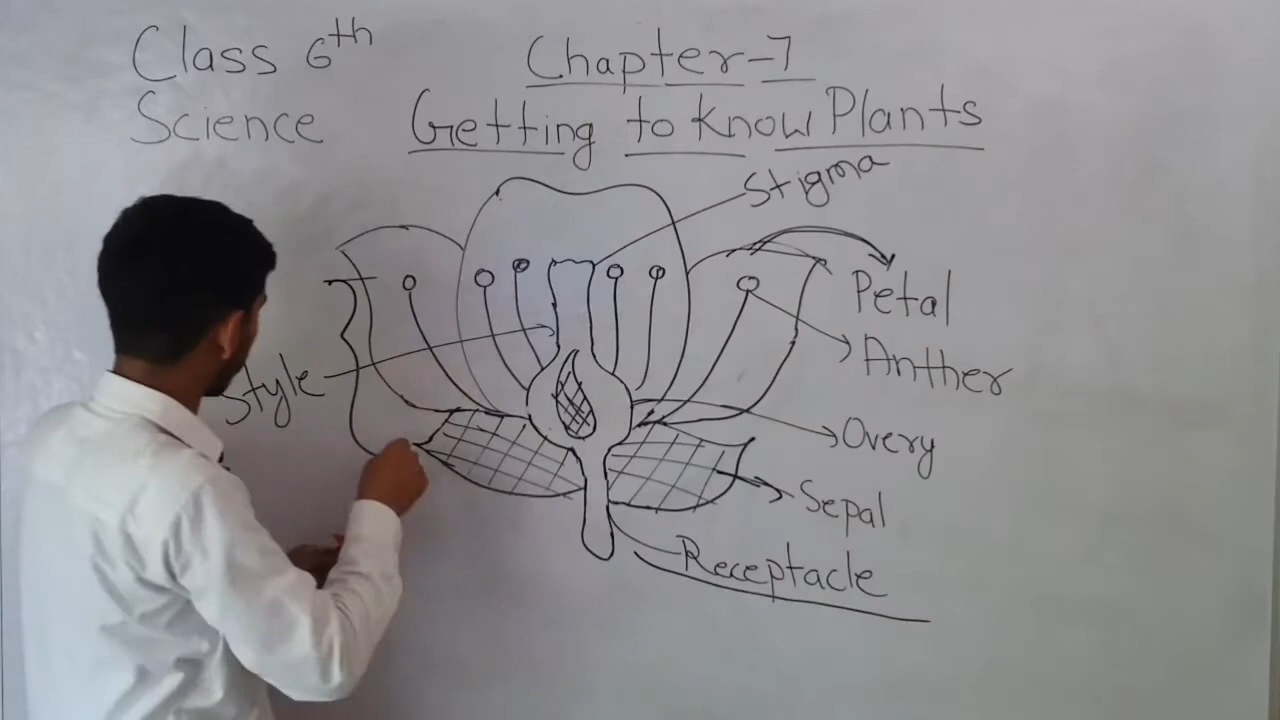 Class 6th
Science
Chapter-7
Getting to Know Plants
Stigma
Petal
Anther
Style
Overy
Sepal
Receptacle